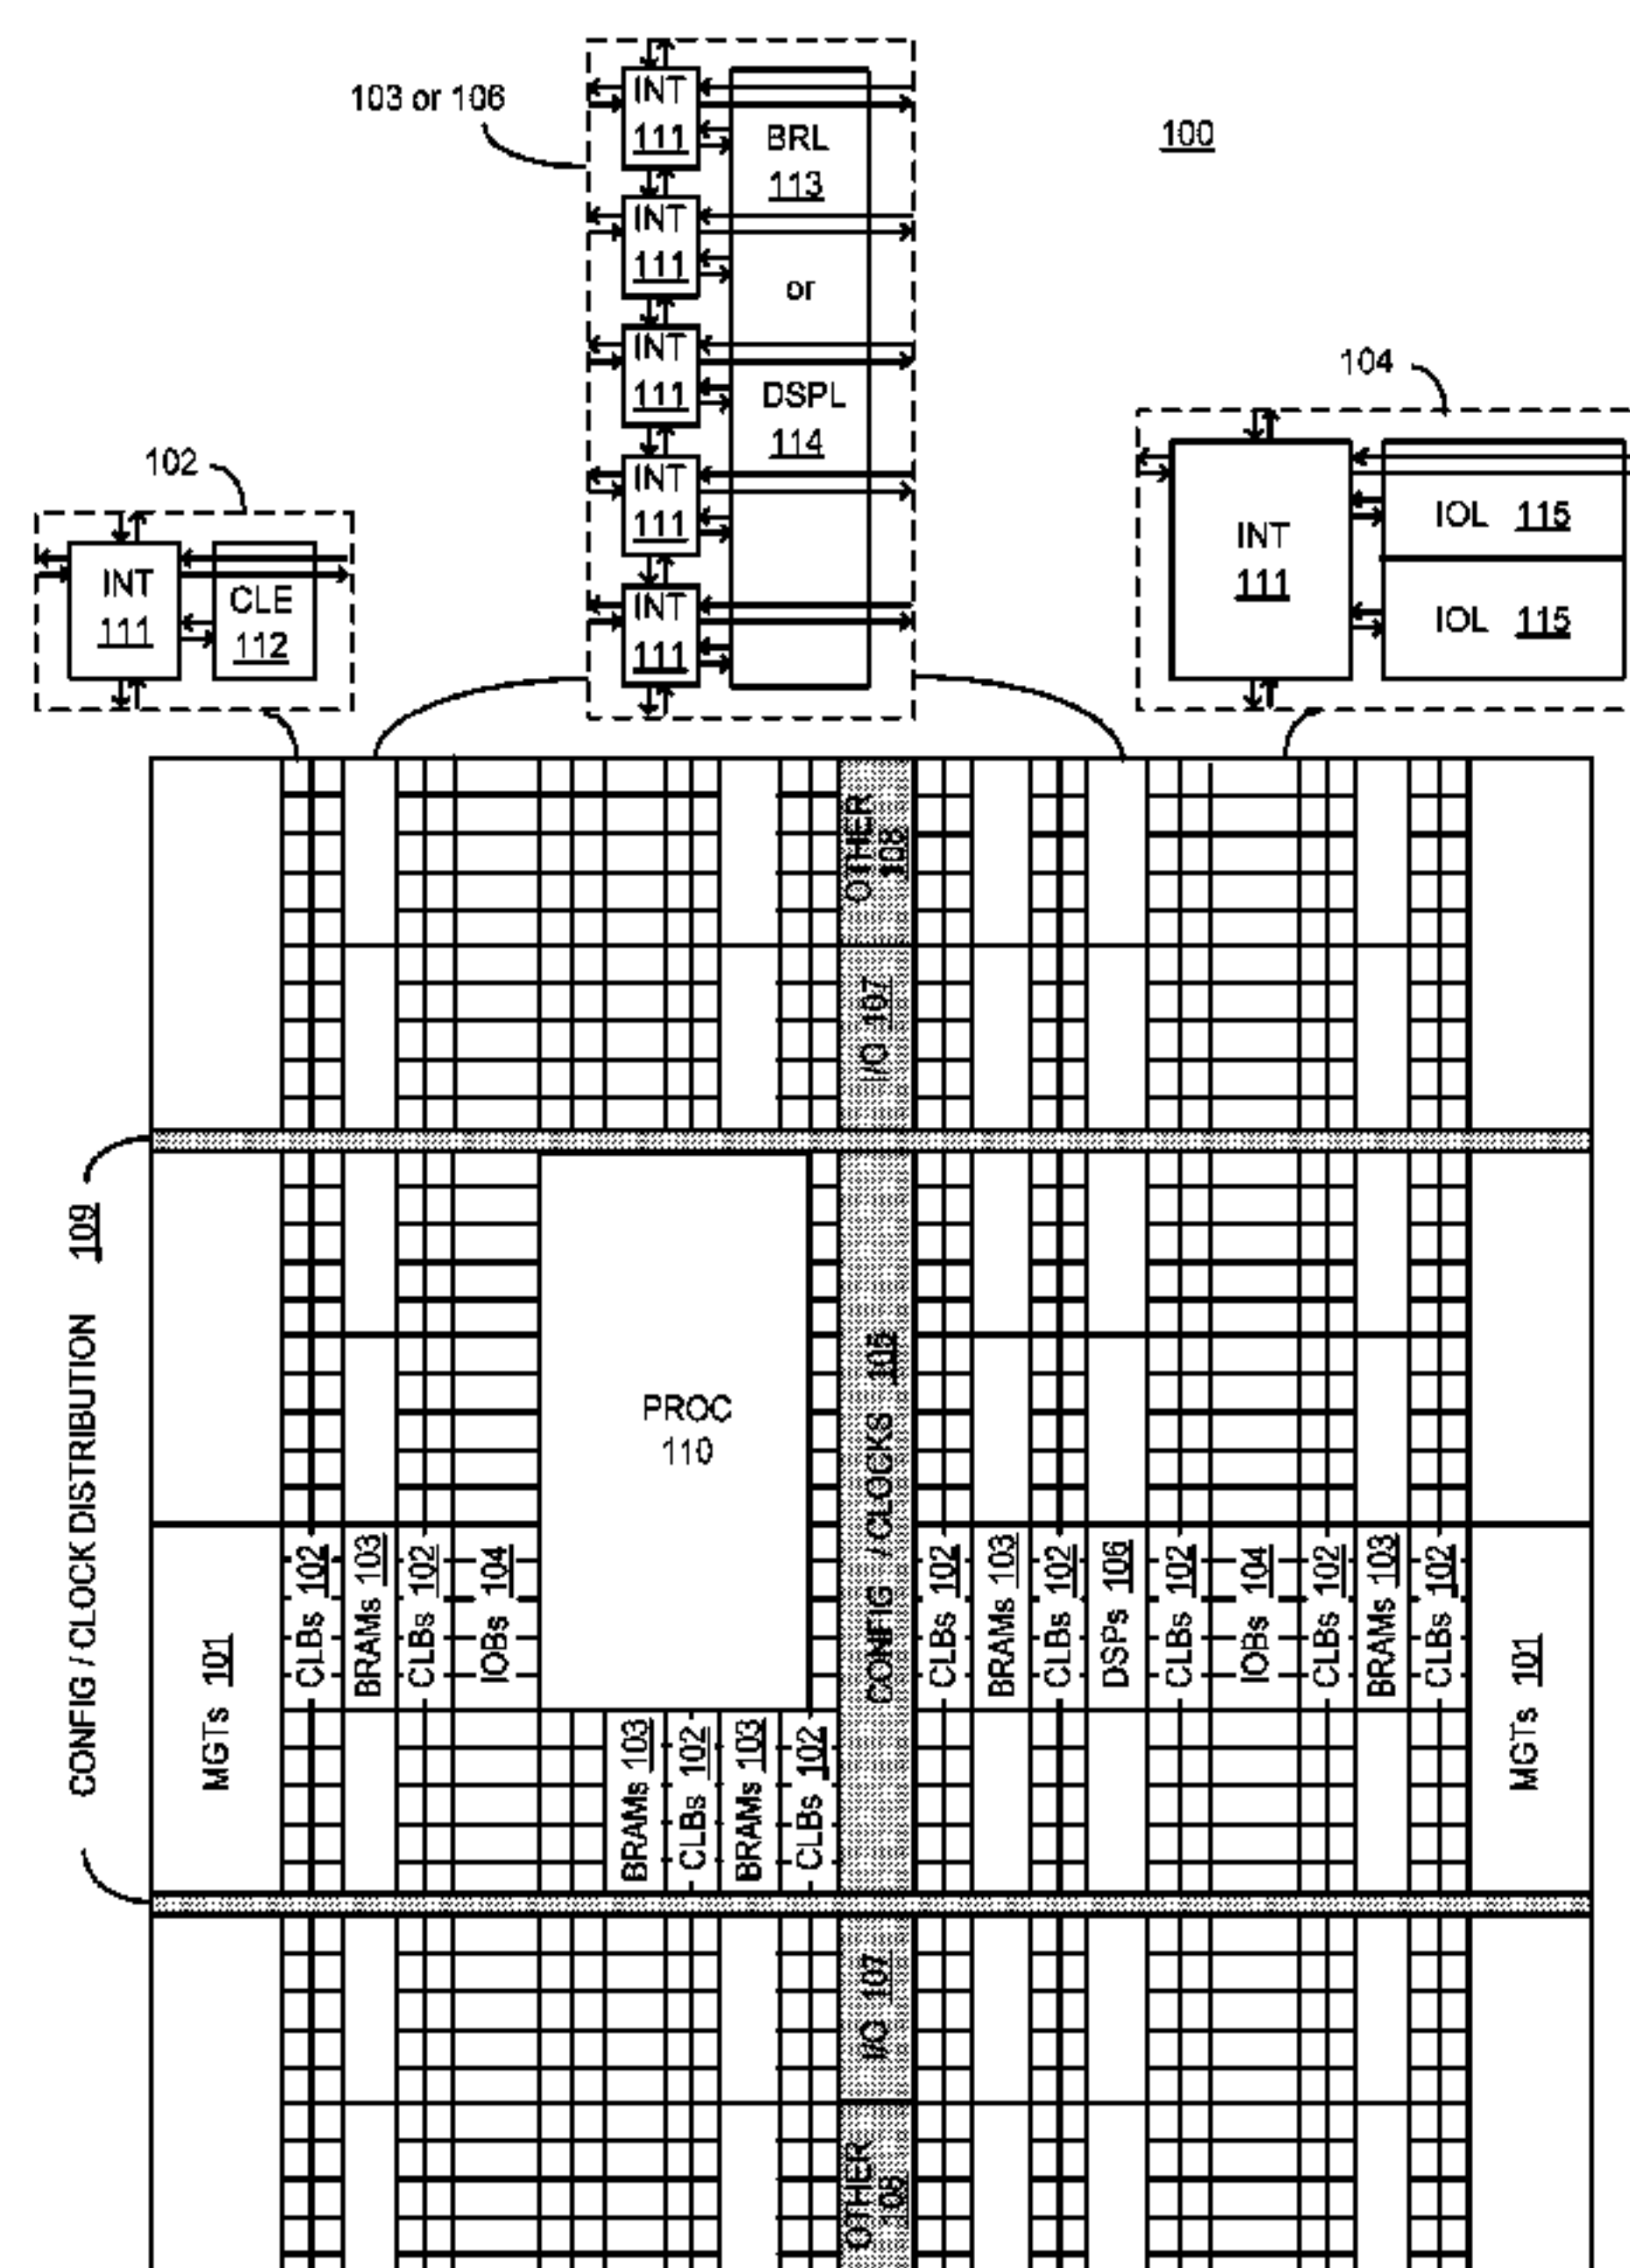 103 or 106
100
INT
111
INT
111
INT
111
INT
111
INT
111
BRL
113
or
DSPL
114
104
INT
111
IOL 115
IOL 115
102
INT
111
CLE
112
OTHER
108
I/O 107
CONFIG / CLOCK DISTRIBUTION 109
PROC
110
CONFIG / CLOCKS 105
MGTs 101
CLBs 102
BRAMs 103
CLBs 102
IOBs 104
BRAMs 103
CLBs 102
BRAMs 103
CLBs 102
CLBs 102
BRAMs 103
CLBs 102
DSPs 106
CLBs 102
IOBs 104
CLBs 102
BRAMs 103
CLBs 102
MGTs 101
I/O 107
OTHER
108